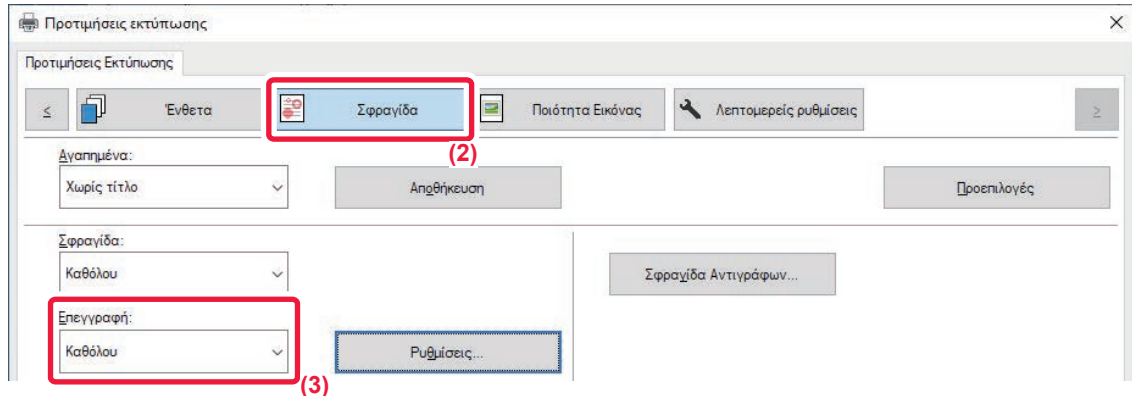 Προτιμήσεις εκτύπωσης
Προτιμήσεις Εκτύπωσης
< Ένθετα Σφραγίδα Ποιότητα Εικόνας Λεπτομερείς ρυθμίσεις >
(2)
Αγαπημένα:
Χωρίς τίτλο Αποθήκευση Προεπιλογές
Σφραγίδα:
Καθόλου Σφραγίδα Αντιγράφων...
Επεγγραφή:
Καθόλου Ρυθμίσεις...
(3)